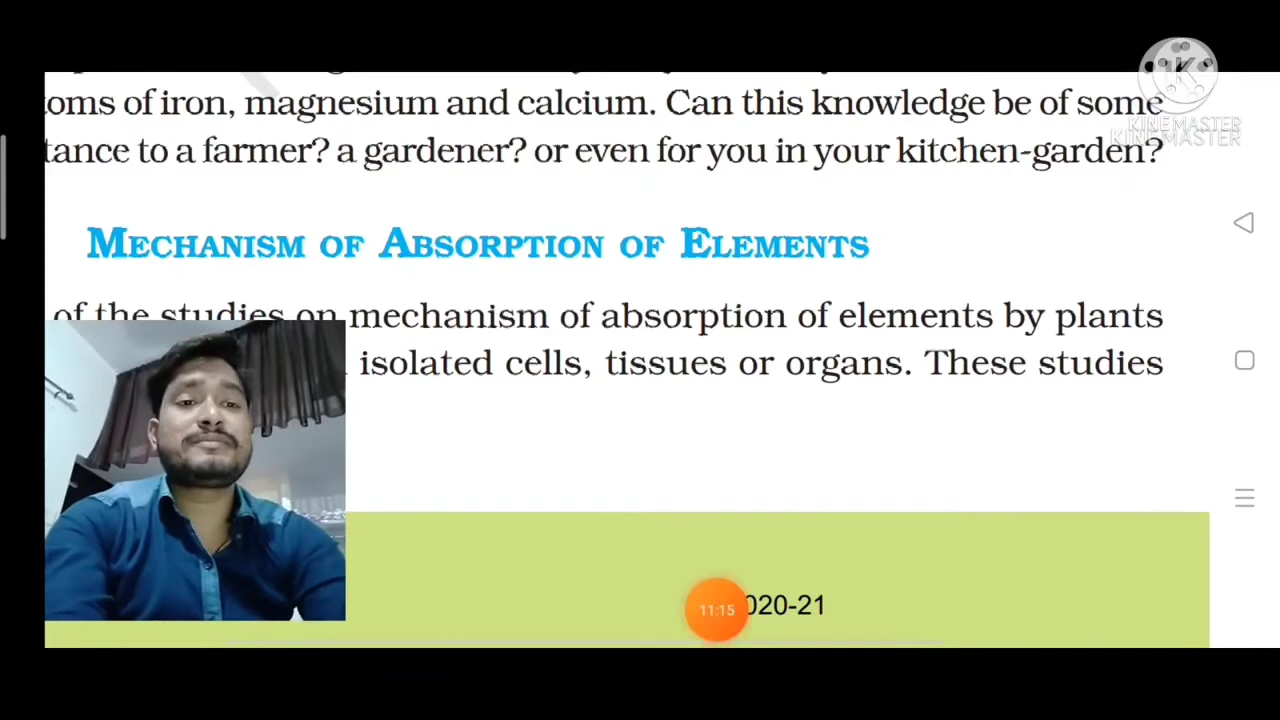 toms of iron, magnesium and calcium. Can this knowledge be of some
tance to a farmer? a gardener? or even for you in your kitchen-garden?
MECHANISM OF ABSORPTION OF ELEMENTS
of the studies on mechanism of absorption of elements by plants
isolated cells, tissues or organs. These studies
11:15
020-21
K
KINEMASTER
KINEMASTER